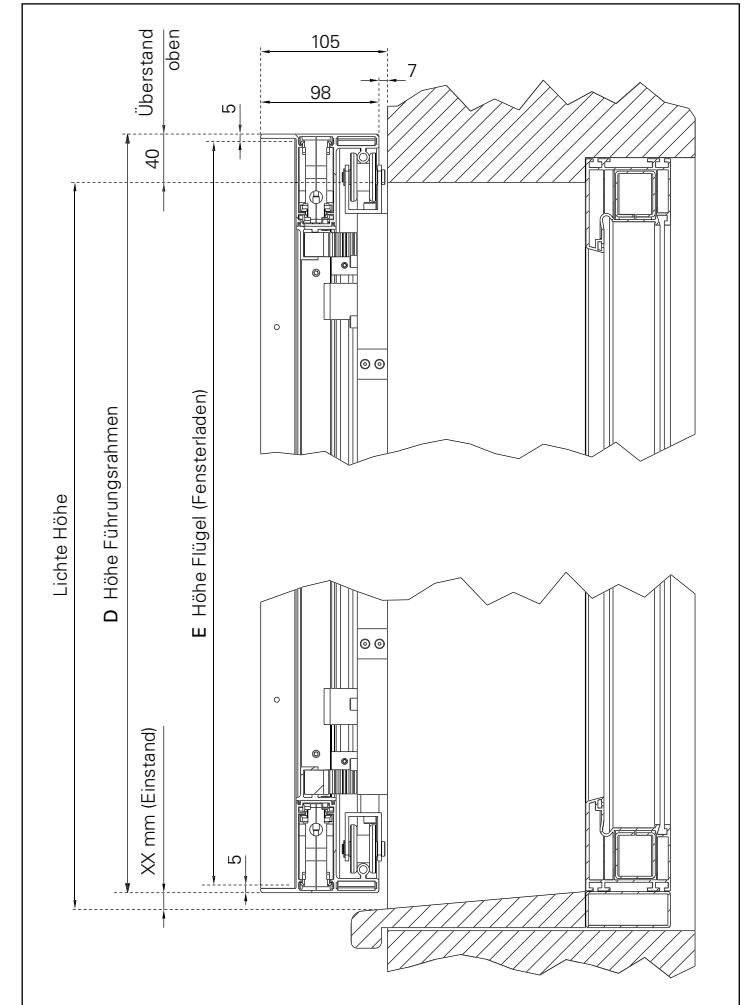 105
98
7
Überstand
oben
5
40
Lichte Höhe
D Höhe Führungsrahmen
E Höhe Flügel (Fensterladen)
XX mm (Einstand)
5